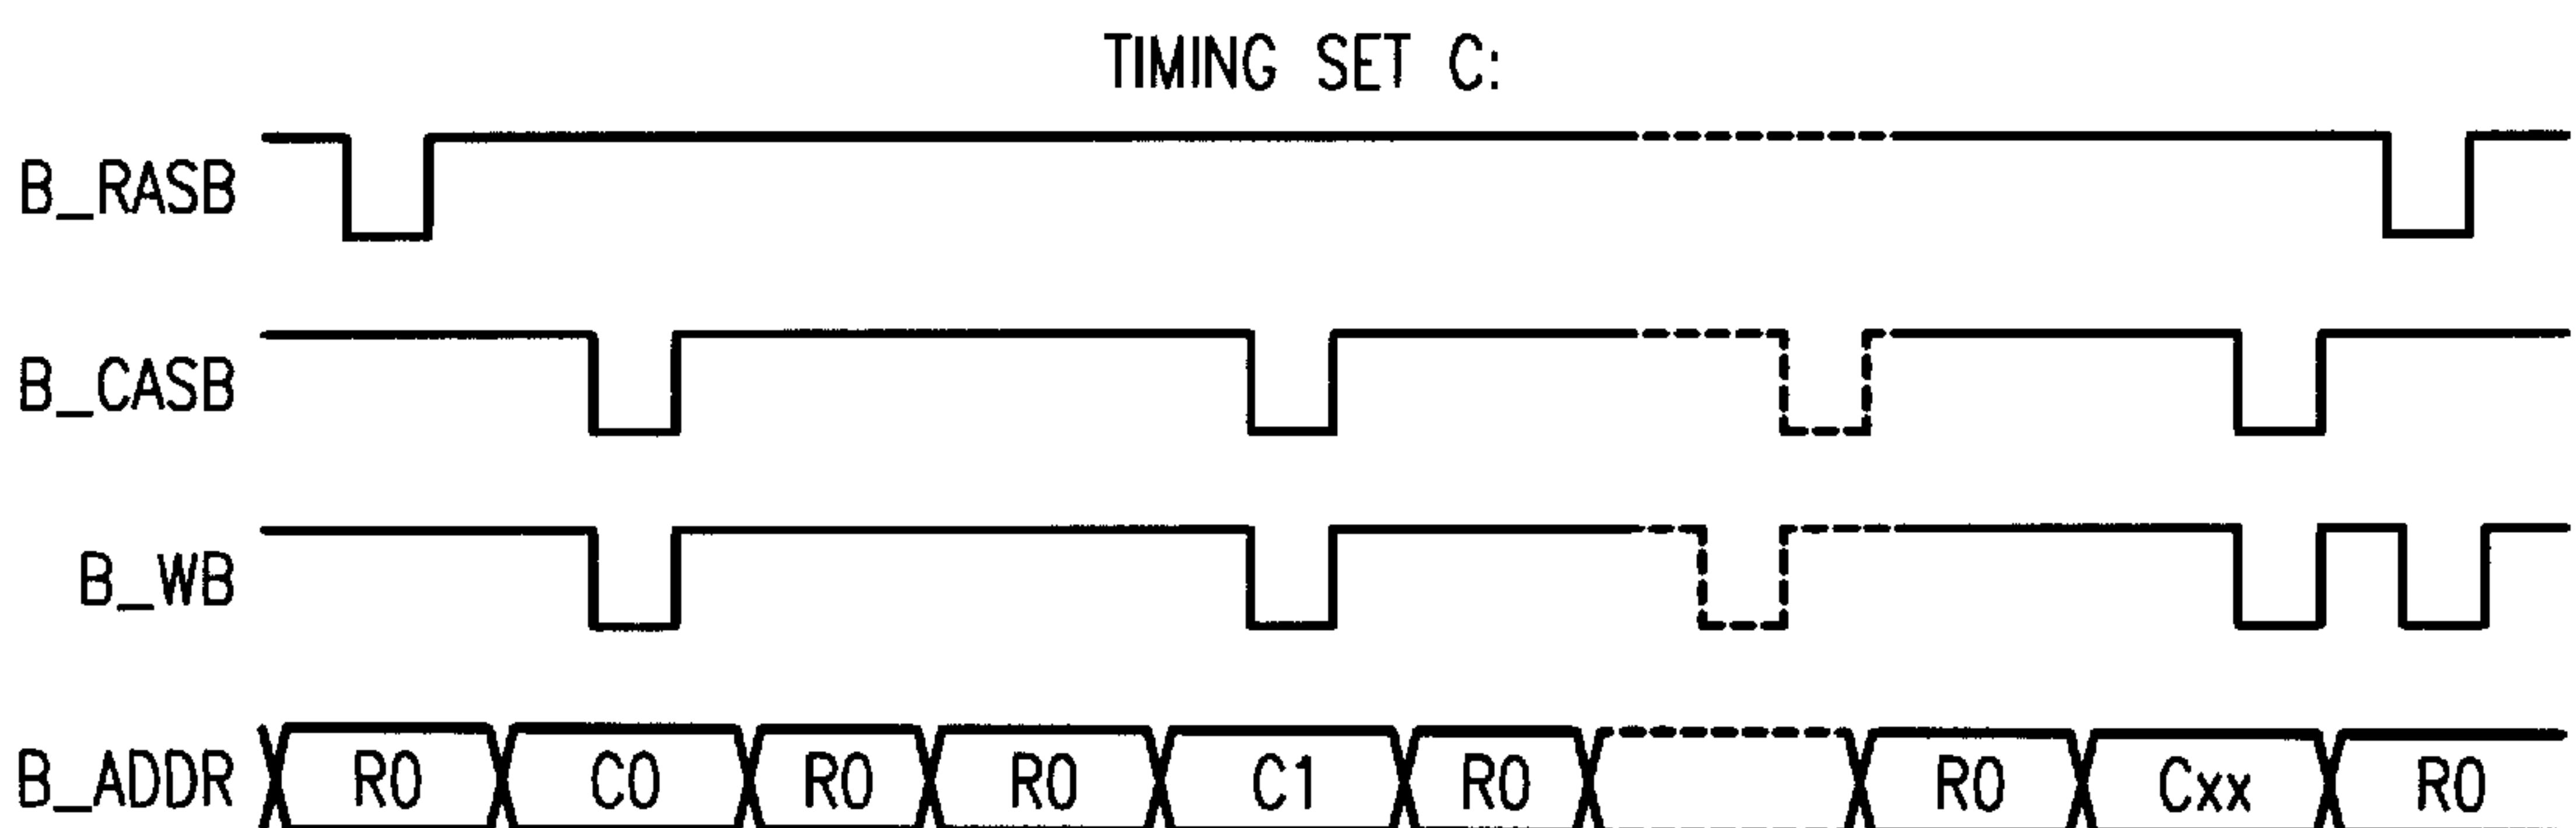 TIMING SET C:
B_RASB
B_CASB
B_WB
B_ADDR R0 C0 R0 R0 C1 R0 R0 Cxx R0